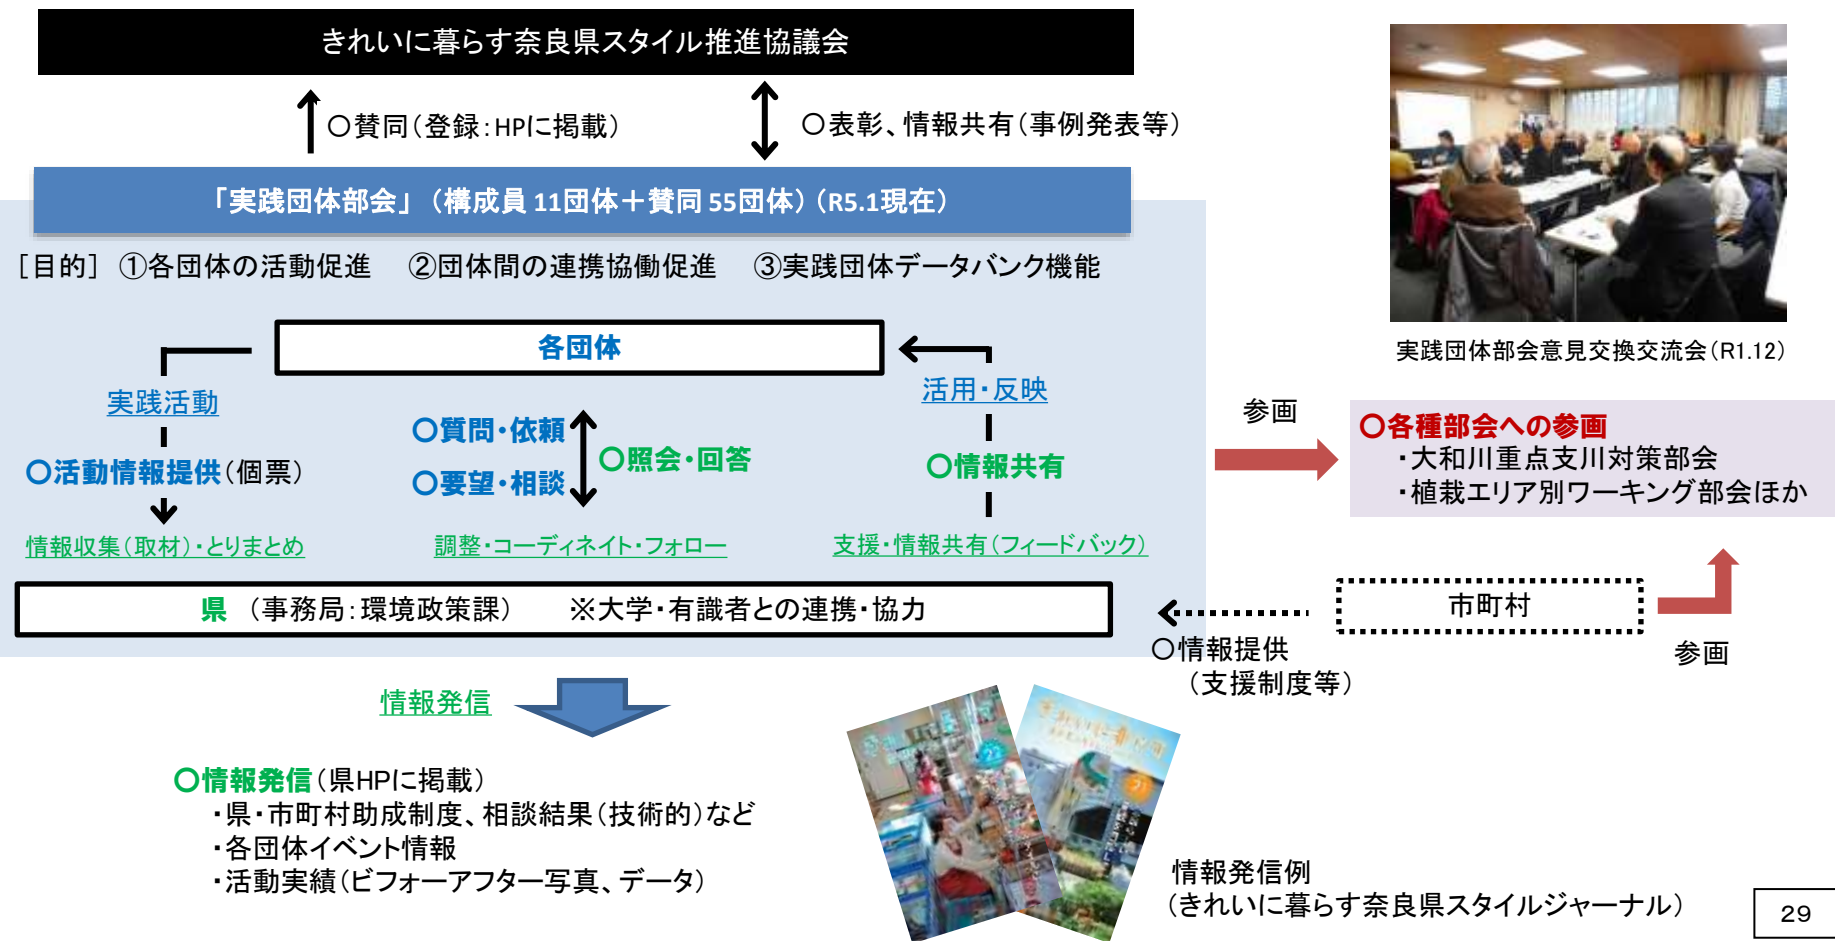 きれいに暮らす奈良県スタイル推進協議会
○賛同(登録:HPに掲載)
○表彰、情報共有(事例発表等)
「実践団体部会」(構成員 11団体+賛同 55団体)(R5.1現在)
[目的] ①各団体の活動促進 ②団体間の連携協働促進 ③実践団体データバンク機能
各団体
実践活動
○活動情報提供(個票)
情報収集(取材)・とりまとめ
○質問・依頼
○要望・相談
○照会・回答
調整・コーディネイト・フォロー
活用・反映
○情報共有
支援・情報共有(フィードバック)
県 (事務局:環境政策課) ※大学・有識者との連携・協力
実践団体部会意見交換交流会(R1.12)
参画
○各種部会への参画
・大和川重点支川対策部会
・植栽エリア別ワーキング部会ほか
市町村
参画
○情報提供
(支援制度等)
情報発信
○情報発信(県HPに掲載)
・県・市町村助成制度、相談結果(技術的)など
・各団体イベント情報
・活動実績(ビフォーアフター写真、データ)
22
21
情報発信例
(きれいに暮らす奈良県スタイルジャーナル)
29